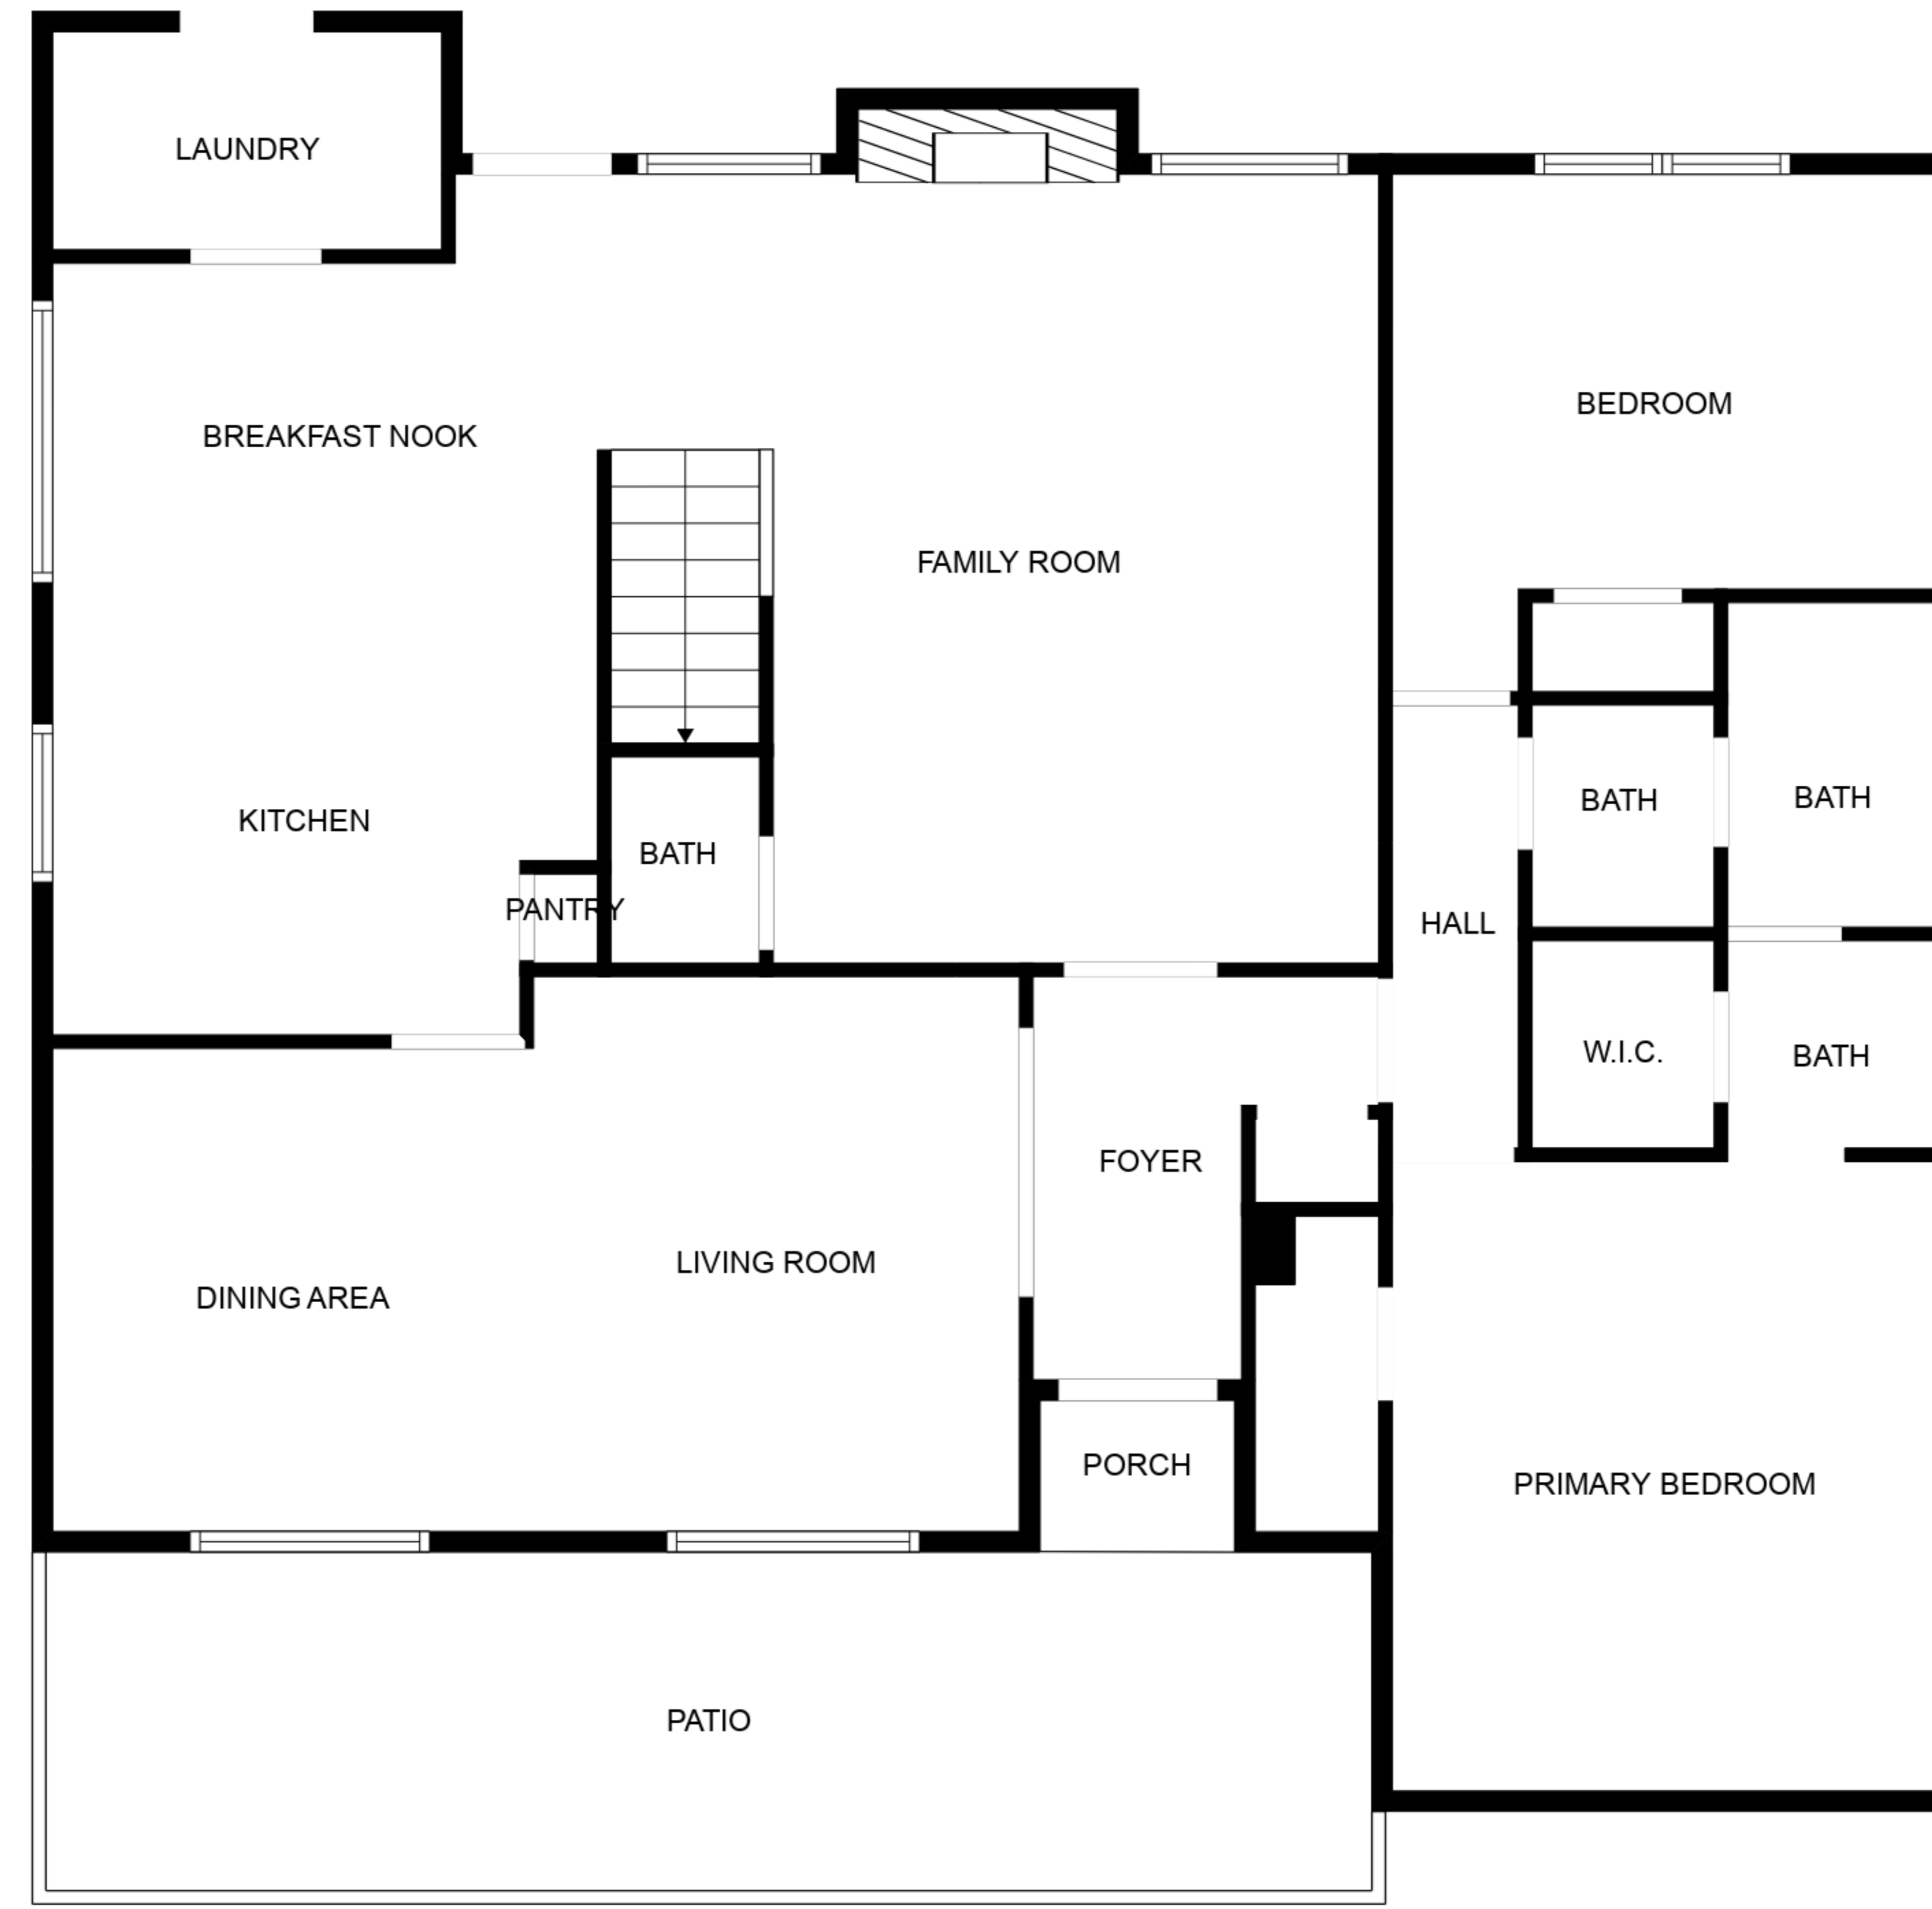 LAUNDRY
BEDROOM
BREAKFAST NOOK
FAMILY ROOM
BATH
BATH
KITCHEN
BATH
PANTRY
HALL
W.I.C.
BATH
FOYER
LIVING ROOM
DINING AREA
PORCH
PRIMARY BEDROOM
PATIO